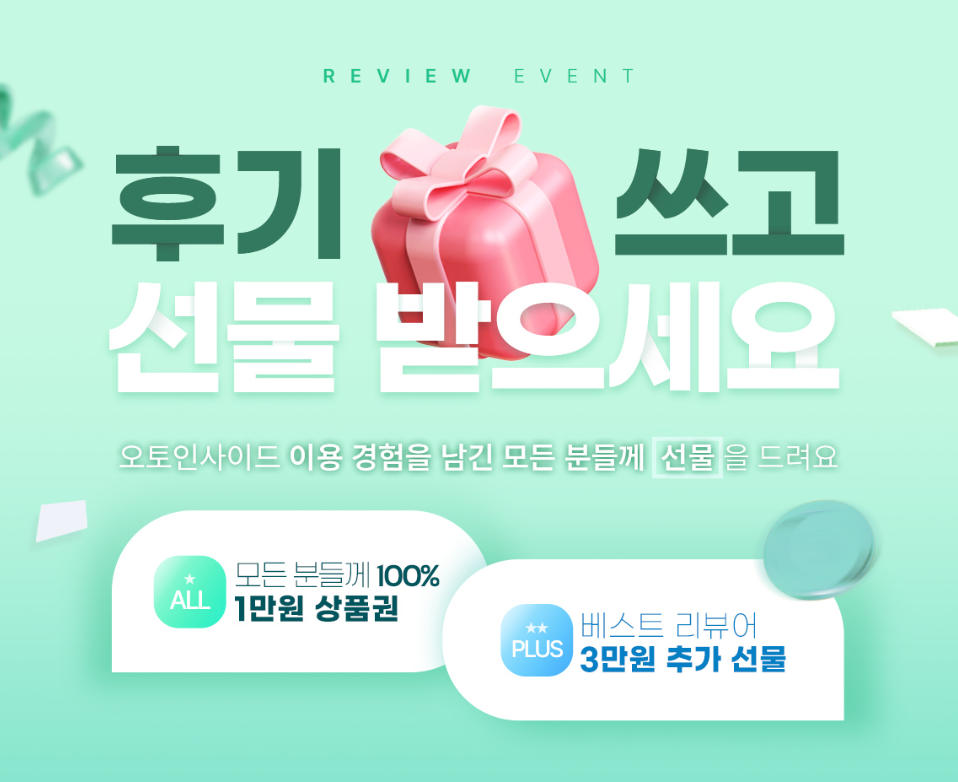 REVIEW EVENT
후기 쓰고
선물 받으세요
오토인사이드 이용 경험을 남긴 모든 분들께 선물을 드려요
ALL
모든 분들께 100%
1만원 상품권
PLUS
베스트 리뷰어
3만원 추가 선물